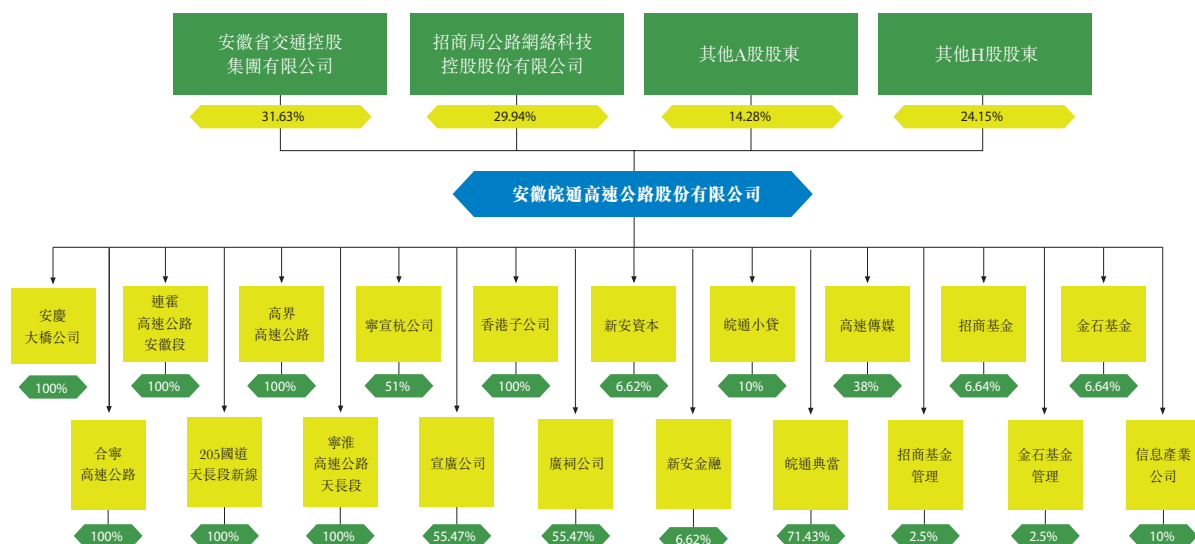 安徽省交通控股
集團有限公司
招商局公路網絡科技
控股股份有限公司
其他A股股東
其他H股股東
31.63%
29.94%
14.28%
24.15%
安徽皖通高速公路股份有限公司
安慶
大橋公司
連霍
高速公路
安徽段
高界
高速公路
寧宣杭公司
香港子公司
新安資本
皖通小貸
高速傳媒
招商基金
金石基金
100%
100%
100%
51%
100%
6.62%
10%
38%
6.64%
6.64%
合寧
高速公路
205國道
天長段新線
寧淮
高速公路
天長段
宣廣公司
廣祠公司
新安金融
皖通典當
招商基金
管理
金石基金
管理
信息產業
公司
100%
100%
100%
55.47%
55.47%
6.62%
71.43%
2.5%
2.5%
10%